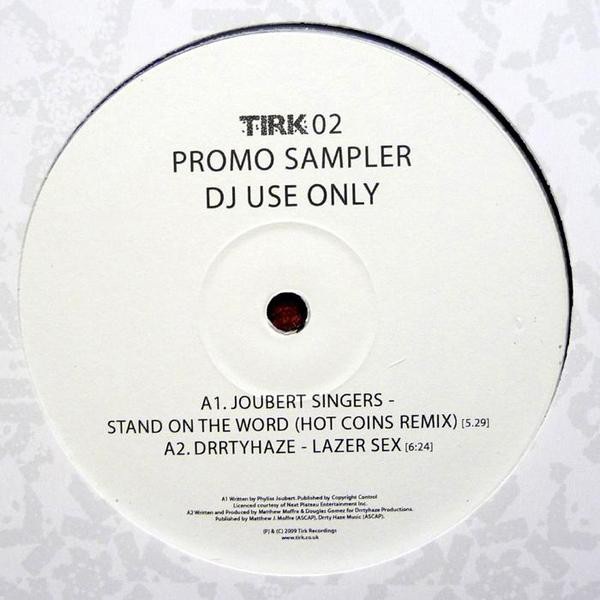 TIRK 02
PROMO SAMPLER
DJ USE ONLY
A1. JOUBERT SINGERS -
STAND ON THE WORD (HOT COINS REMIX) [5.29]
A2. DRRTYHAZE - LAZER SEX [6:24]
A1 Written by Phyliss Joubert. Published by Copyright Control
Licenced courtesy of Next Plateau Entertainment Inc.
A2 Written and Produced by Matthew Moffre & Douglas Gomez for Drrtyhaze Productions.
Published by Matthew J. Moffre (ASCAP), Drrty Haze Music (ASCAP).
(P) & (C) 2009 Tirk Recordings
www.tirk.co.uk